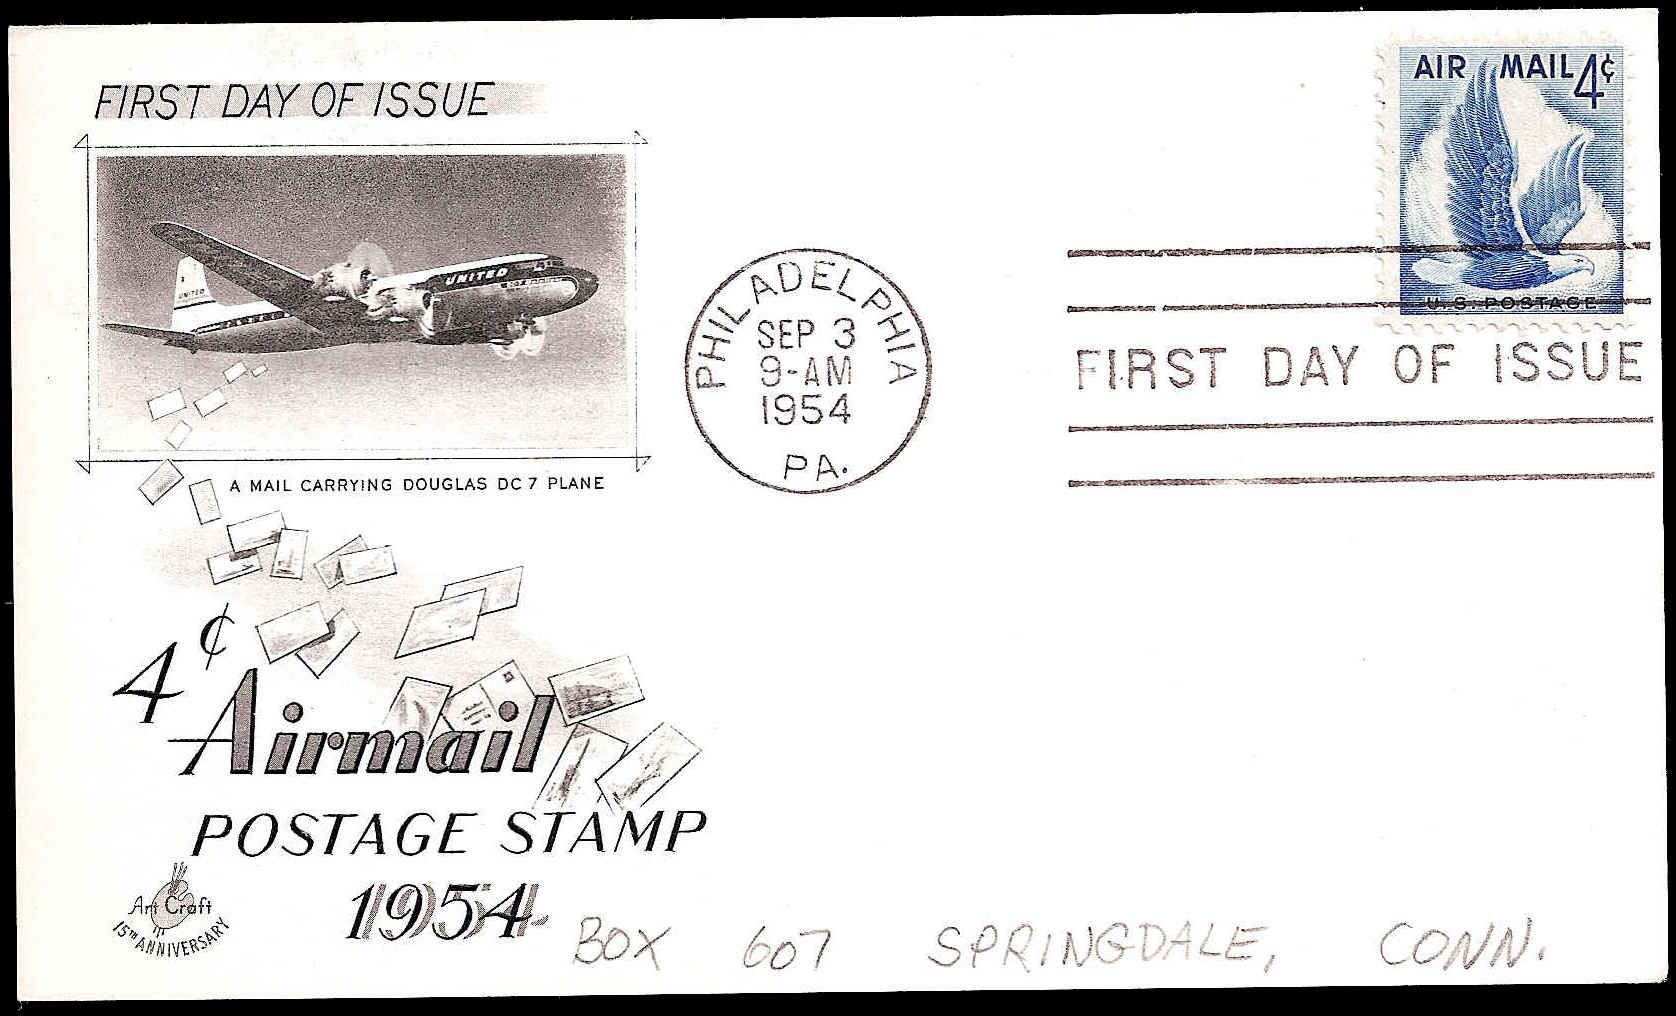 FIRST DAY OF ISSUE
UNITED
UNITED
A MAIL CARRYING DOUGLAS DC 7 PLANE
4¢
Airmail
POSTAGE STAMP
1954
Art Craft
15TH ANNIVERSARY
PHILADELPHIA
SEP 3
9-AM
1954
PA.
AIR MAIL 4¢
U.S. POSTAGE
FIRST DAY OF ISSUE
BOX 607 SPRINGDALE, CONN.